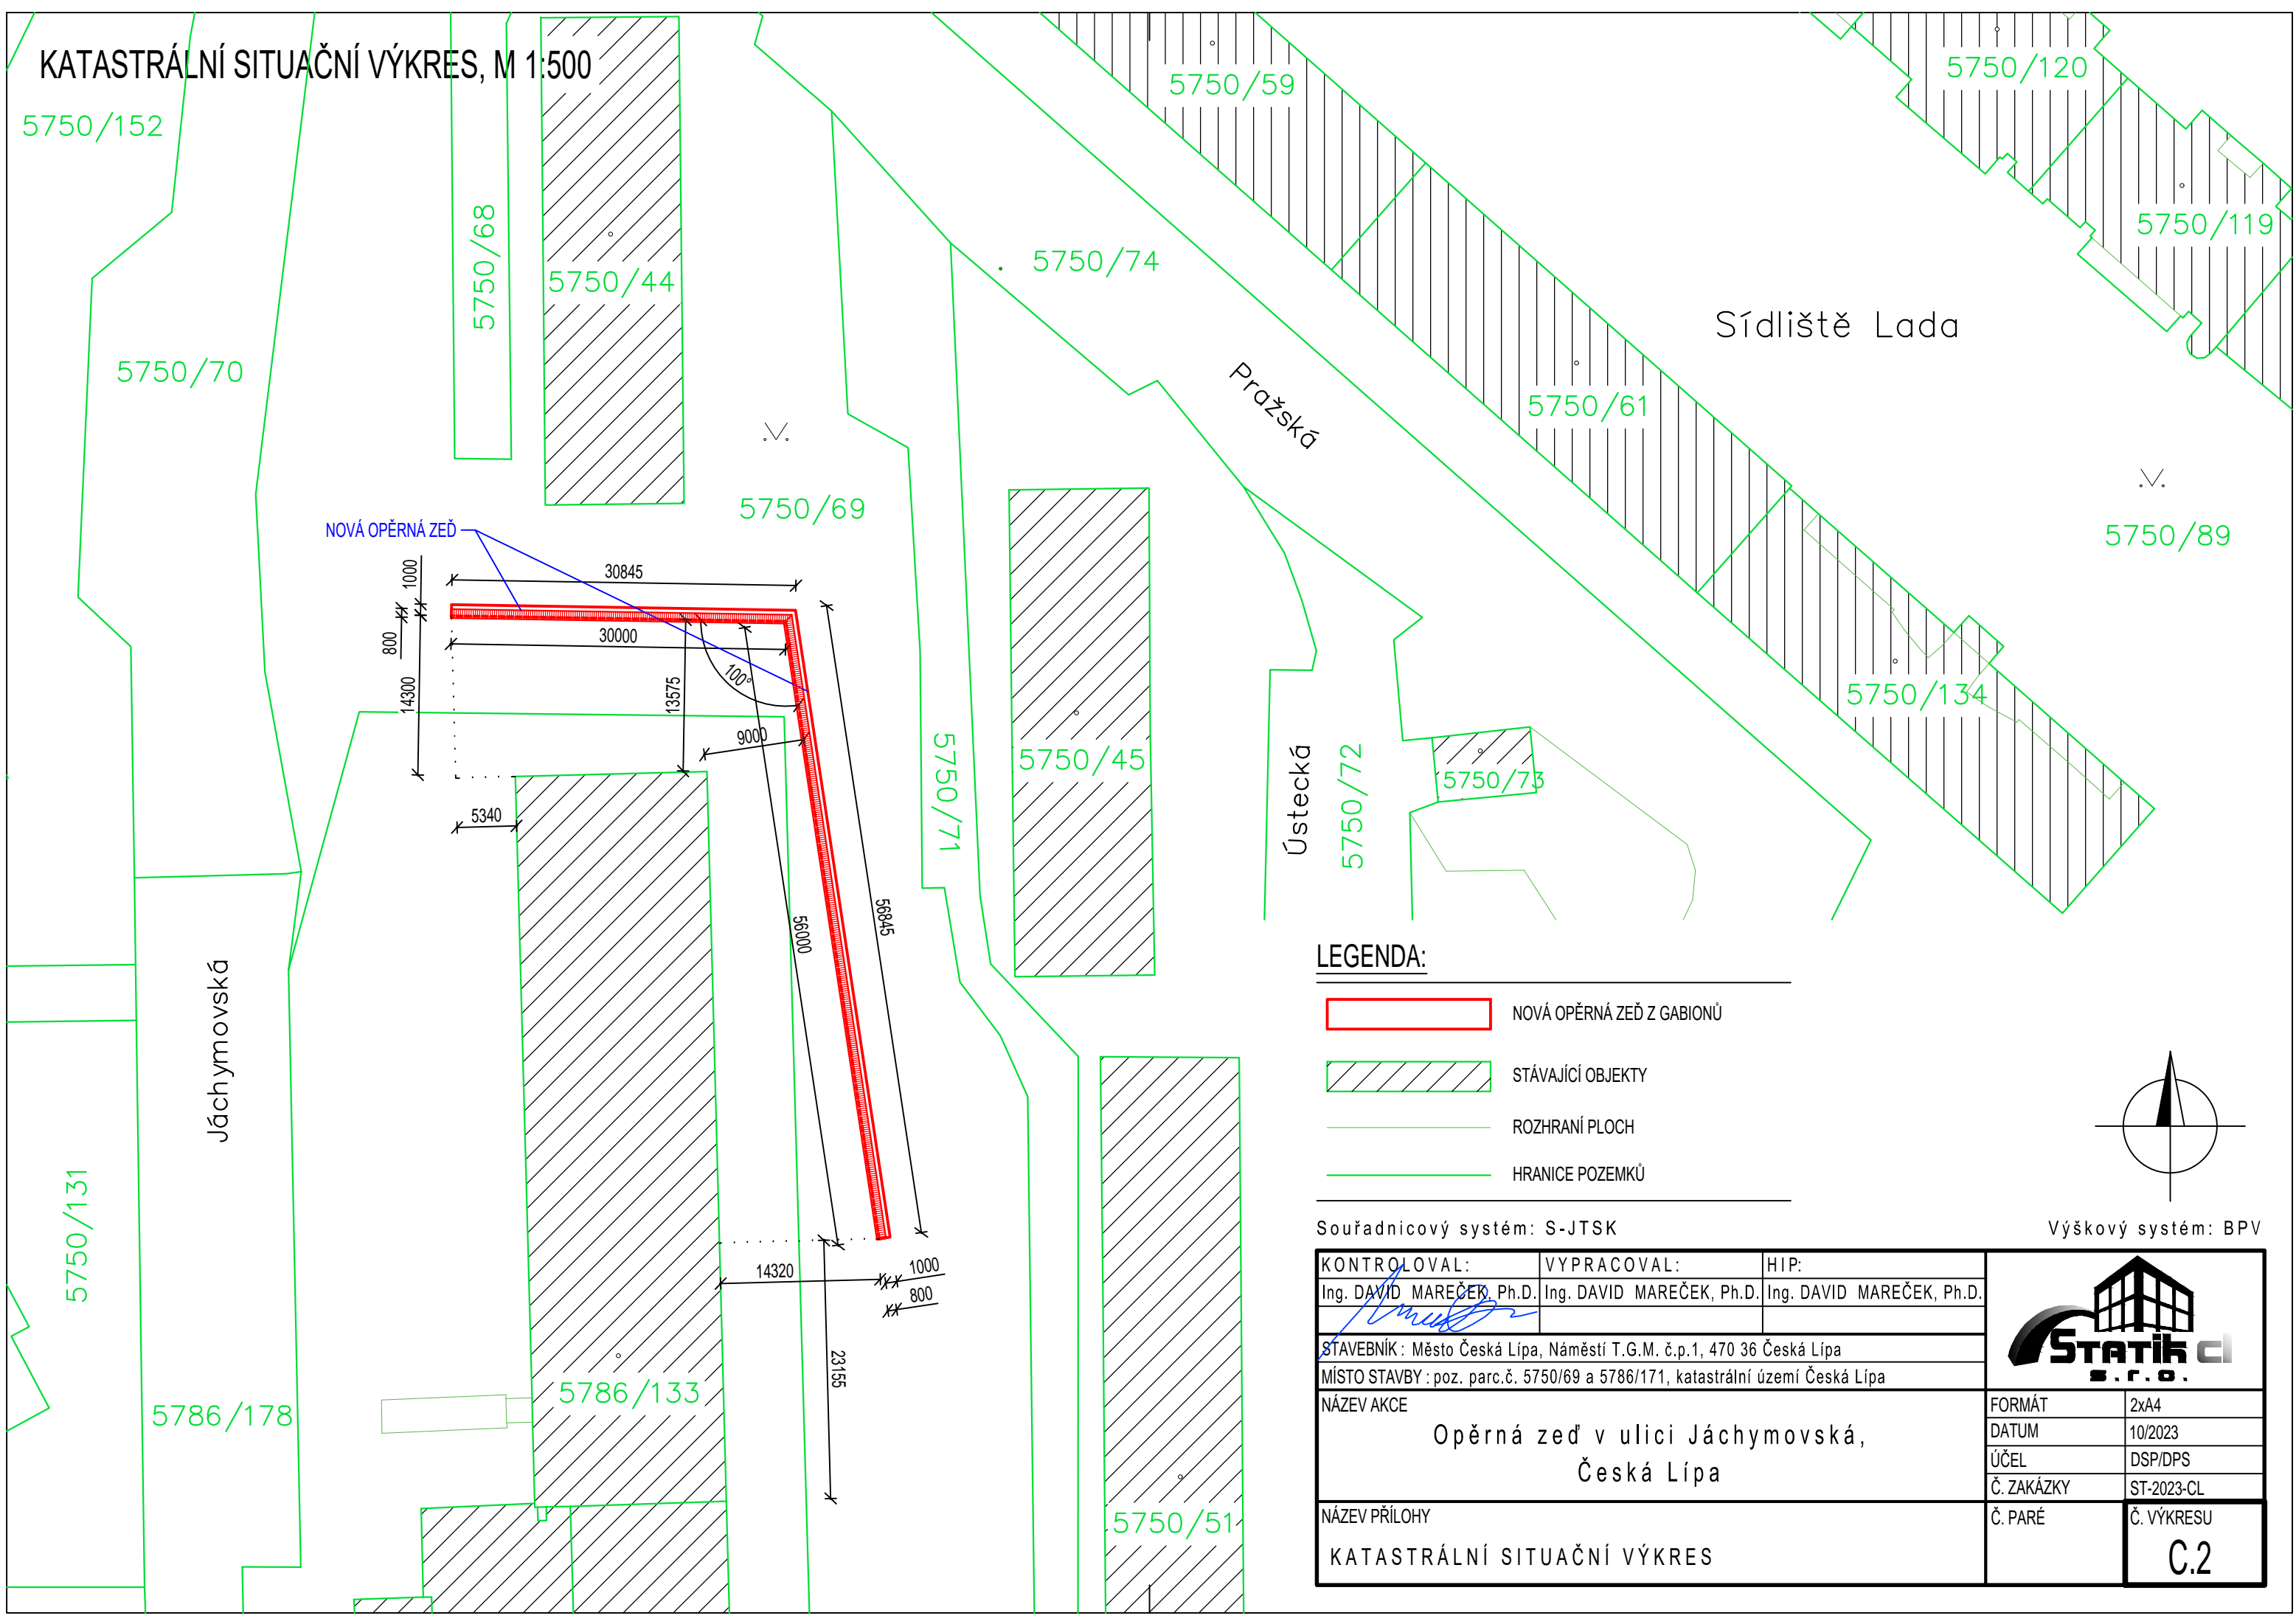 KATASTRÁLNÍ SITUAČNÍ VÝKRES, M 1:500
5750/152
5750/70
5750/68
5750/44
5750/59
5750/120
5750/119
5750/74
Sídliště Lada
Pražská
5750/61
5750/69
5750/89
NOVÁ OPĚRNÁ ZEĎ
1000
30845
800
30000
14300
13575
100°
9000
5340
56000
56845
5750/71
5750/45
Ústecká
5750/72
5750/73
5750/134
Jáchymovská
5750/131
5786/178
5786/133
14320
1000
800
23155
5750/51
LEGENDA:
NOVÁ OPĚRNÁ ZEĎ Z GABIONŮ
STÁVAJÍCÍ OBJEKTY
ROZHRANÍ PLOCH
HRANICE POZEMKŮ
Souřadnicový systém: S-JTSK
Výškový systém: BPV
KONTROLOVAL: VYPRACOVAL: HIP:
Ing. DAVID MAREČEK, Ph.D. Ing. DAVID MAREČEK, Ph.D. Ing. DAVID MAREČEK, Ph.D.
STAVEBNÍK : Město Česká Lípa, Náměstí T.G.M. č.p.1, 470 36 Česká Lípa
MÍSTO STAVBY : poz. parc.č. 5750/69 a 5786/171, katastrální území Česká Lípa
STATIK cl
s.r.o.
NÁZEV AKCE
Opěrná zeď v ulici Jáchymovská,
Česká Lípa
FORMÁT 2xA4
DATUM 10/2023
ÚČEL DSP/DPS
Č. ZAKÁZKY ST-2023-CL
NÁZEV PŘÍLOHY
KATASTRÁLNÍ SITUAČNÍ VÝKRES
Č. PARÉ
Č. VÝKRESU
C.2